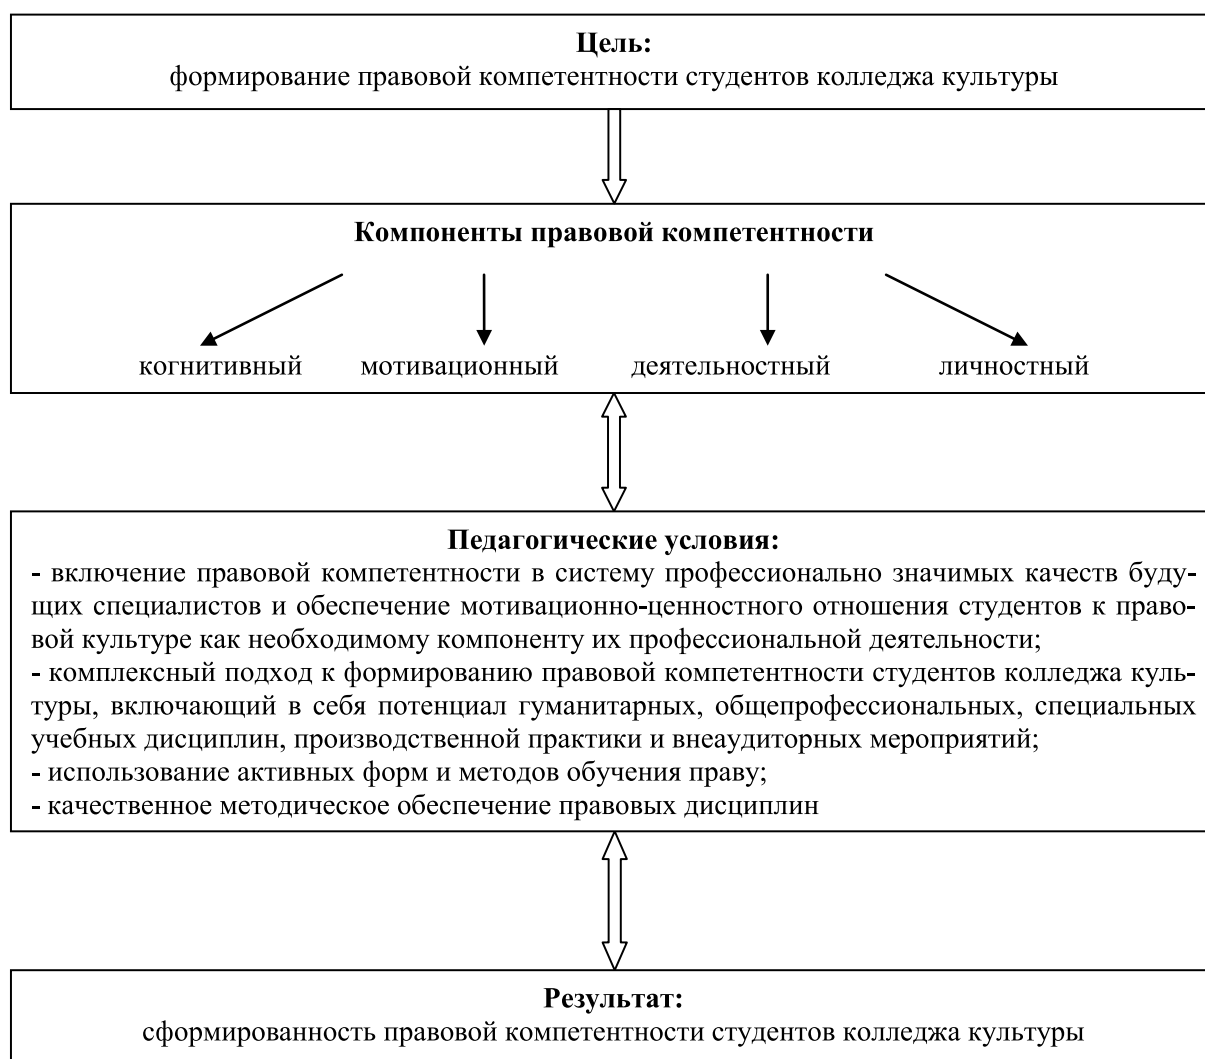 Цель:
формирование правовой компетентности студентов колледжа культуры
Компоненты правовой компетентности
когнитивный мотивационный деятельностный личностный
Педагогические условия:
- включение правовой компетентности в систему профессионально значимых качеств буду-
щих специалистов и обеспечение мотивационно-ценностного отношения студентов к право-
вой культуре как необходимому компоненту их профессиональной деятельности;
- комплексный подход к формированию правовой компетентности студентов колледжа куль-
туры, включающий в себя потенциал гуманитарных, общепрофессиональных, специальных
учебных дисциплин, производственной практики и внеаудиторных мероприятий;
- использование активных форм и методов обучения праву;
- качественное методическое обеспечение правовых дисциплин
Результат:
сформированность правовой компетентности студентов колледжа культуры